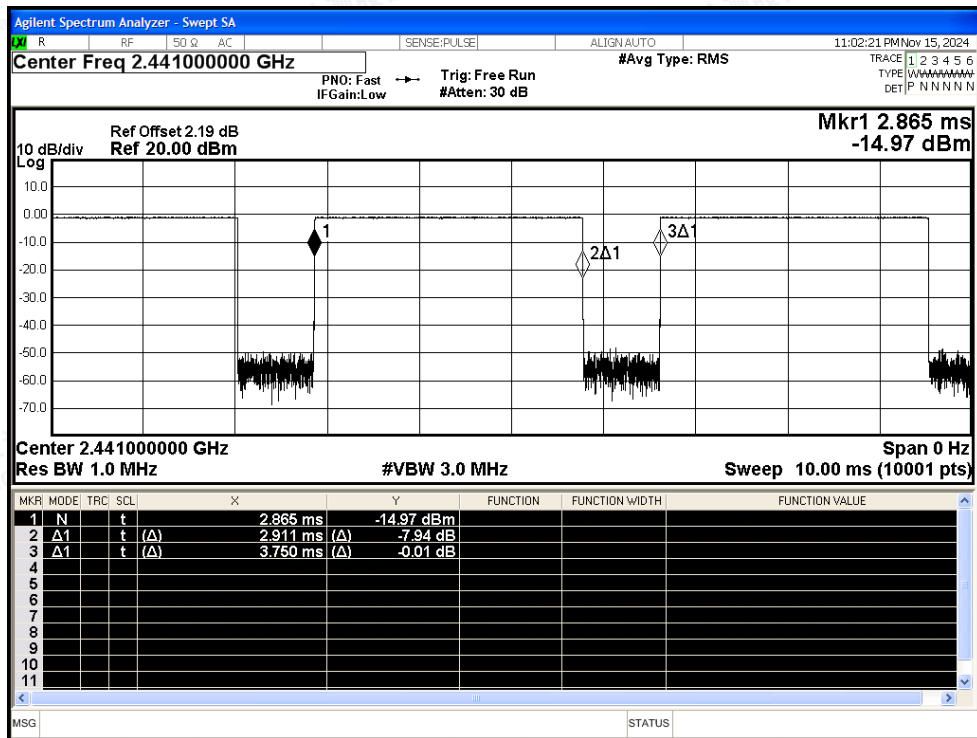 Agilent Spectrum Analyzer - Swept SA
LXI R RF 50 Ω AC SENSE:PULSE ALIGN AUTO 11:02:21 PM Nov 15, 2024
Center Freq 2.441000000 GHz #Avg Type: RMS TRACE 1 2 3 4 5 6
PNO: Fast Trig: Free Run TYPE WWWWWW
IFGain:Low #Atten: 30 dB DET P N N N N N
Mkr1 2.865 ms
Ref Offset 2.19 dB
10 dB/div Ref 20.00 dBm -14.97 dBm
Log
10.0
0.00
1 3Δ1
-10.0
2Δ1
-20.0
-30.0
-40.0
-50.0
-60.0
-70.0
Center 2.441000000 GHz Span 0 Hz
Res BW 1.0 MHz #VBW 3.0 MHz Sweep 10.00 ms (10001 pts)
MKR MODE TRC SCL X Y FUNCTION FUNCTION WIDTH FUNCTION VALUE
1 N t 2.865 ms -14.97 dBm
2 Δ1 t (Δ) 2.911 ms (Δ) -7.94 dB
3 Δ1 t (Δ) 3.750 ms (Δ) -0.01 dB
4
5
6
7
8
9
10
11
MSG STATUS